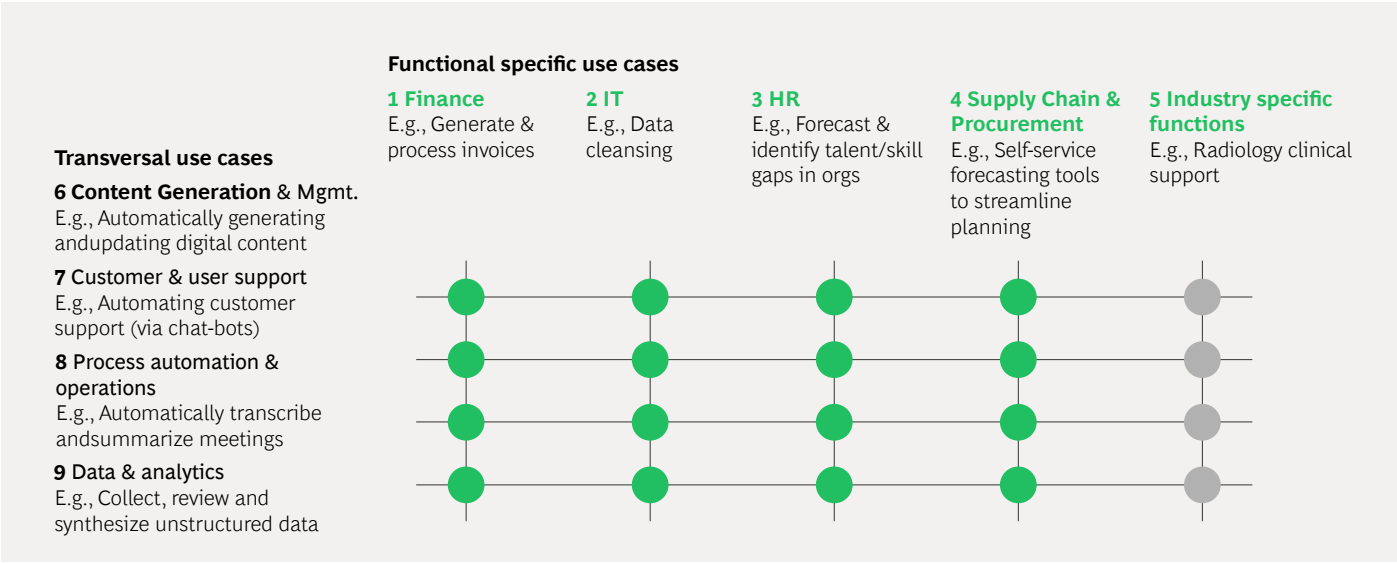 Functional specific use cases
1 Finance
E.g., Generate &
process invoices
2 IT
E.g., Data
cleansing
3 HR
E.g., Forecast &
identify talent/skill
gaps in orgs
4 Supply Chain &
Procurement
E.g., Self-service
forecasting tools
to streamline
planning
5 Industry specific
functions
E.g., Radiology clinical
support
Transversal use cases
6 Content Generation & Mgmt.
E.g., Automatically generating
andupdating digital content
7 Customer & user support
E.g., Automating customer
support (via chat-bots)
8 Process automation &
operations
E.g., Automatically transcribe
andsummarize meetings
9 Data & analytics
E.g., Collect, review and
synthesize unstructured data